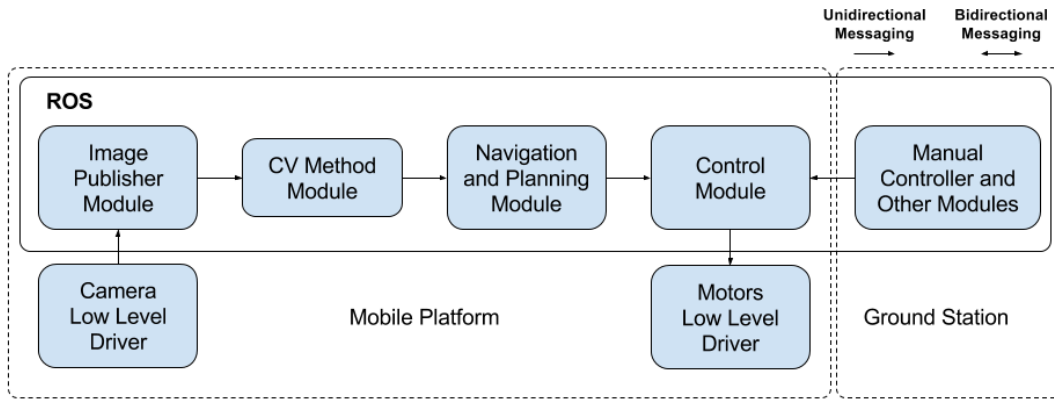 Unidirectional
Messaging
Bidirectional
Messaging
ROS
Image
Publisher
Module
CV Method
Module
Navigation
and Planning
Module
Control
Module
Manual
Controller and
Other Modules
Camera
Low Level
Driver
Mobile Platform
Motors
Low Level
Driver
Ground Station